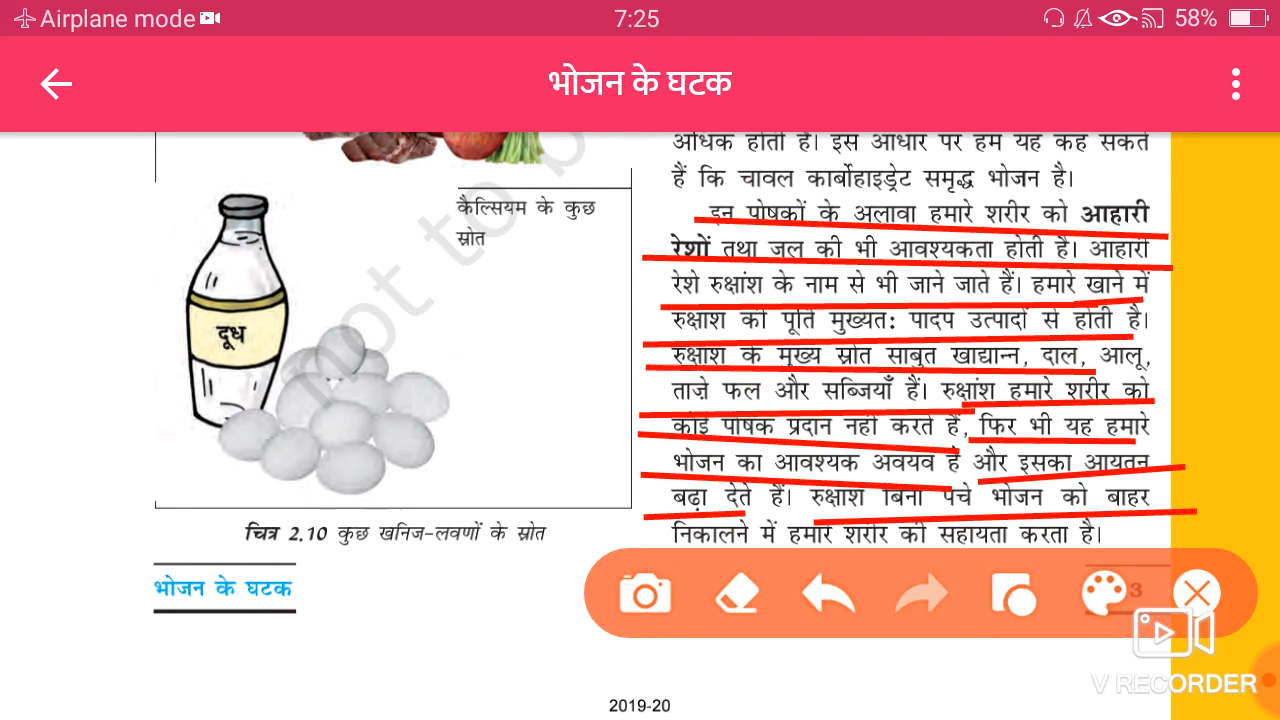 Airplane mode
7:25
58%
भोजन के घटक
अधिक होती है। इस आधार पर हम यह कह सकते
हैं कि चावल कार्बोहाइड्रेट समृद्ध भोजन है।
इन पोषकों के अलावा हमारे शरीर को आहारी
रेशों तथा जल की भी आवश्यकता होती है। आहारी
रेशे रुक्षांश के नाम से भी जाने जाते हैं। हमारे खाने में
रुक्षांश की पूर्ति मुख्यत: पादप उत्पादों से होती है।
रुक्षांश के मुख्य स्रोत साबुत खाद्यान्न, दाल, आलू,
ताज़े फल और सब्जियाँ हैं। रुक्षांश हमारे शरीर को
कोई पोषक प्रदान नहीं करते हैं, फिर भी यह हमारे
भोजन का आवश्यक अवयव है और इसका आयतन
बढ़ा देते हैं। रुक्षांश बिना पचे भोजन को बाहर
निकालने में हमारे शरीर की सहायता करता है।
कैल्सियम के कुछ
स्रोत
दूध
not to b
चित्र 2.10 कुछ खनिज-लवणों के स्रोत
भोजन के घटक
3
V RECORDER
2019-20